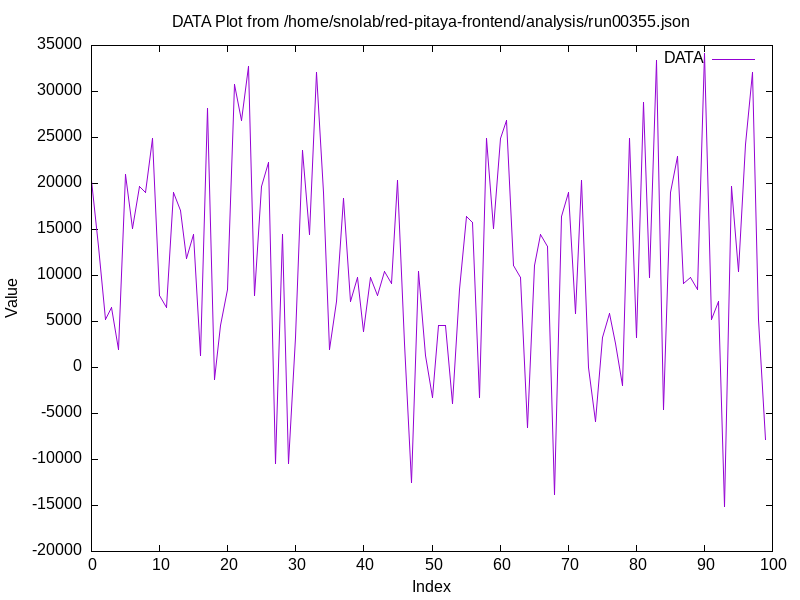 DATA Plot from /home/snolab/red-pitaya-frontend/analysis/run00355.json
DATA
35000
30000
25000
20000
15000
10000
5000
0
-5000
-10000
-15000
-20000
Value
0 10 20 30 40 50 60 70 80 90 100
Index